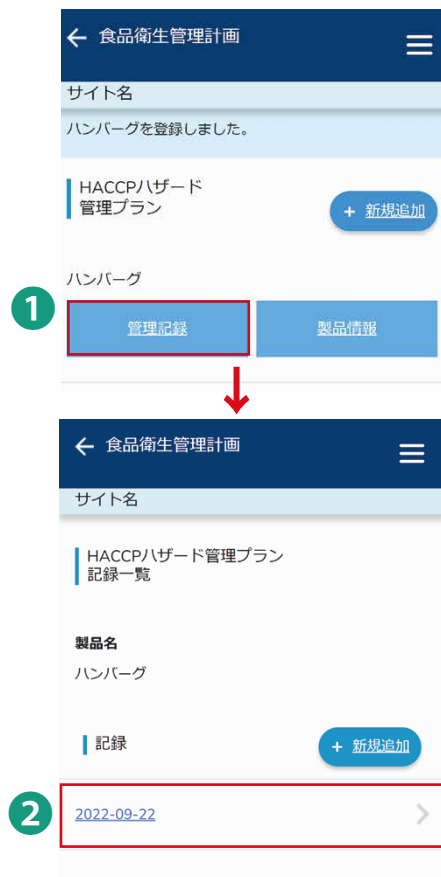 食品衛生管理計画
サイト名
ハンバーグを登録しました。
HACCPハザード
管理プラン
+ 新規追加
ハンバーグ
1
管理記録 製品情報
食品衛生管理計画
サイト名
HACCPハザード管理プラン
記録一覧
製品名
ハンバーグ
記録
+ 新規追加
2
2022-09-22